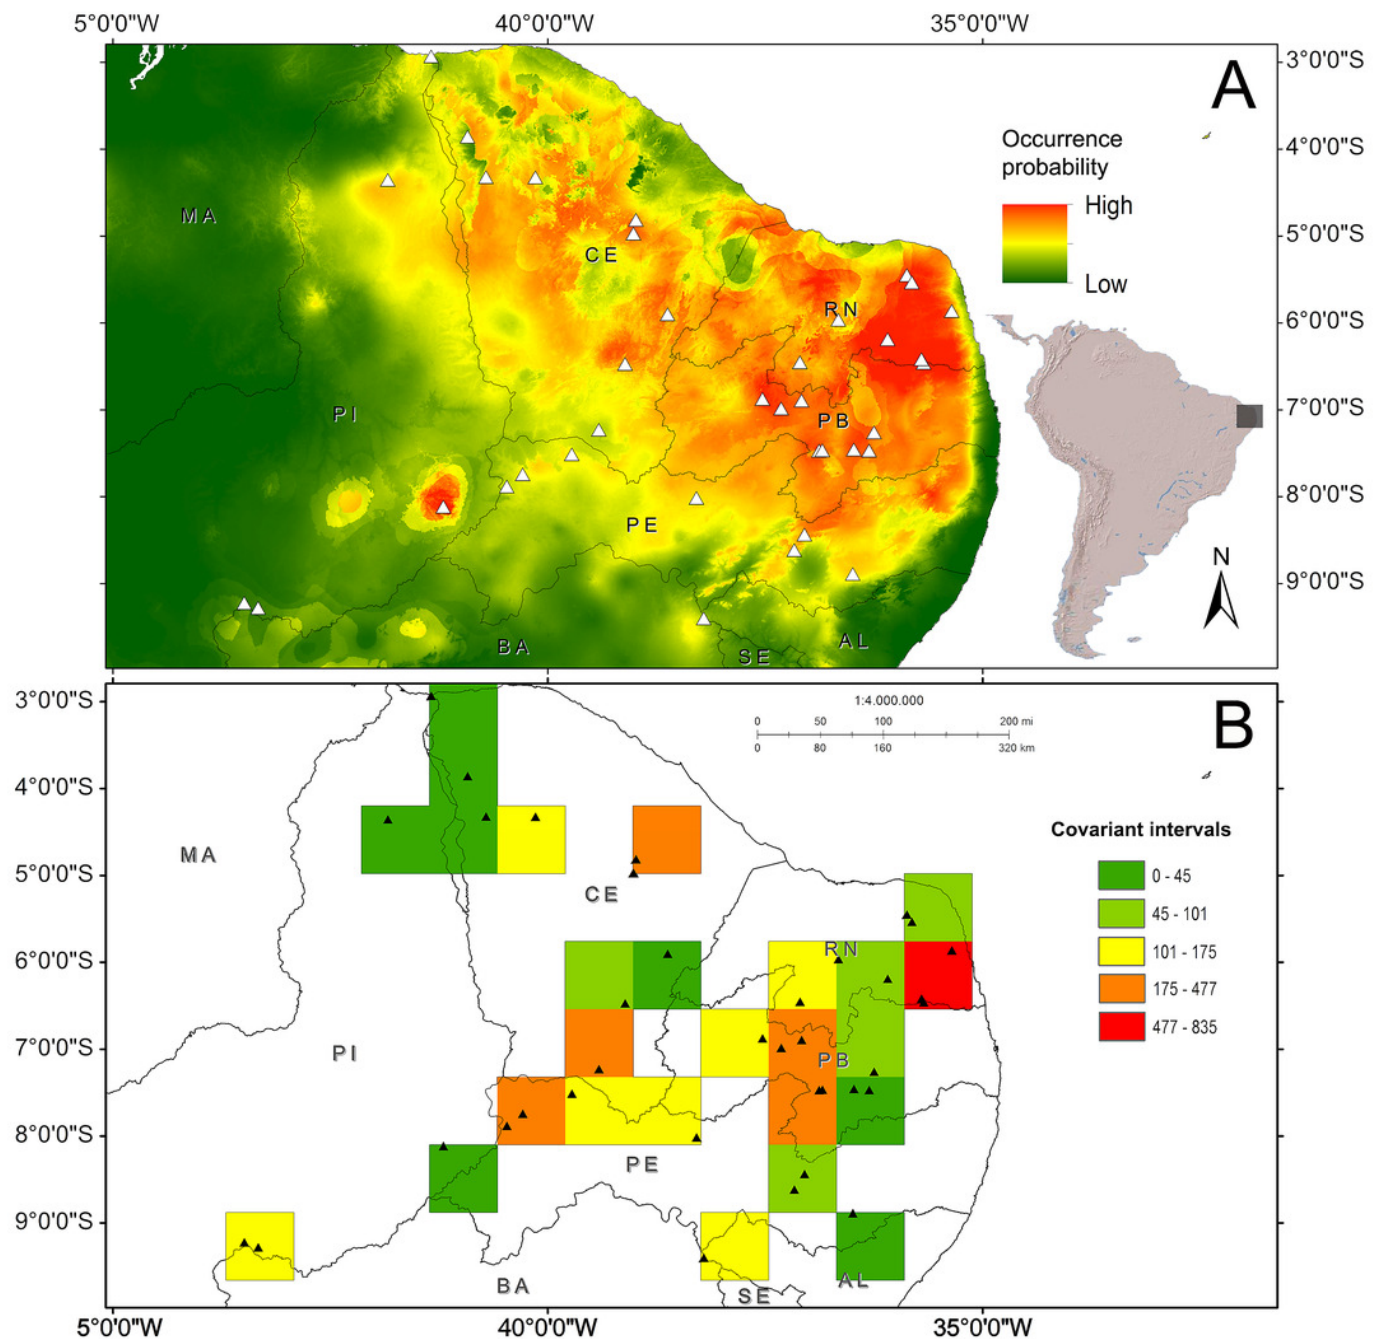 5°0'0"W 40°0'0"W 35°0'0"W
A
3°0'0"S
4°0'0"S
5°0'0"S
6°0'0"S
7°0'0"S
8°0'0"S
9°0'0"S
Occurrence
probability
High
Low
MA
CE
RN
PI
PB
PE
BA
SE
AL
N
B
3°0'0"S
4°0'0"S
5°0'0"S
6°0'0"S
7°0'0"S
8°0'0"S
9°0'0"S
1:4.000.000
0 50 100 200 mi
0 80 160 320 km
Covariant intervals
0 - 45
45 - 101
101 - 175
175 - 477
477 - 835
MA
CE
RN
PI
PB
PE
BA
SE
AL
5°0'0"W 40°0'0"W 35°0'0"W